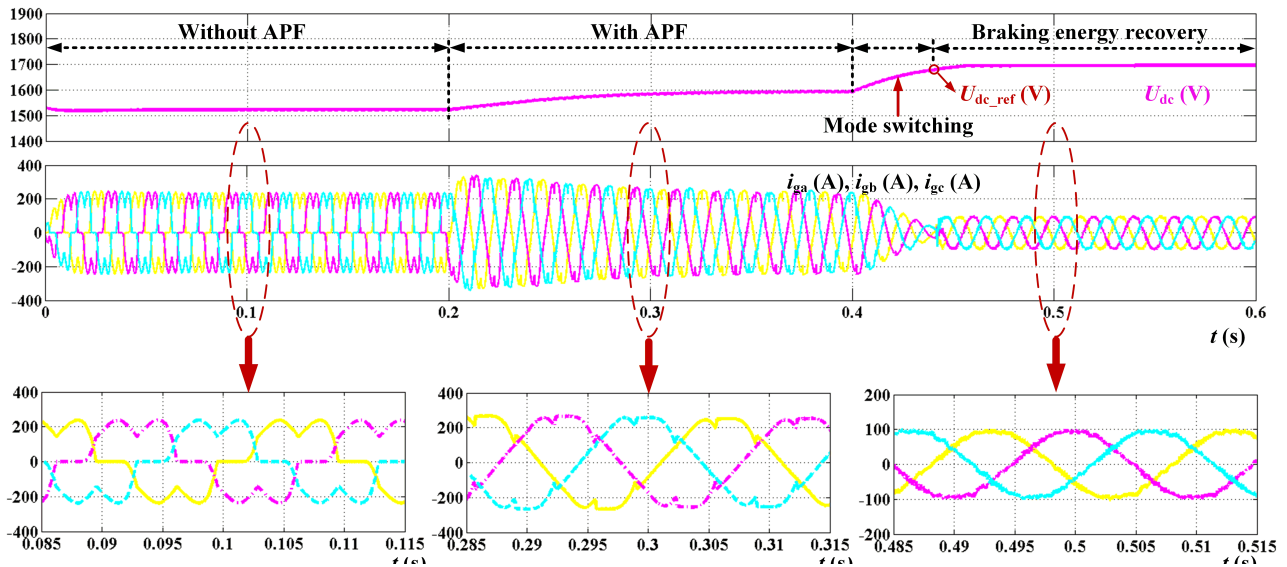 1900
1800
1700
1600
1500
1400
Without APF
With APF
Braking energy recovery
Udc_ref (V)
Udc (V)
Mode switching
400
200
0
-200
-400
iga (A), igb (A), igc (A)
0 0.1 0.2 0.3 0.4 0.5 0.6
t (s)
400
200
0
-200
-400
0.085 0.09 0.095 0.1 0.105 0.11 0.115
t (s)
400
200
0
-200
-400
0.285 0.29 0.295 0.3 0.305 0.31 0.315
t (s)
200
100
0
-100
-200
0.485 0.49 0.495 0.5 0.505 0.51 0.515
t (s)